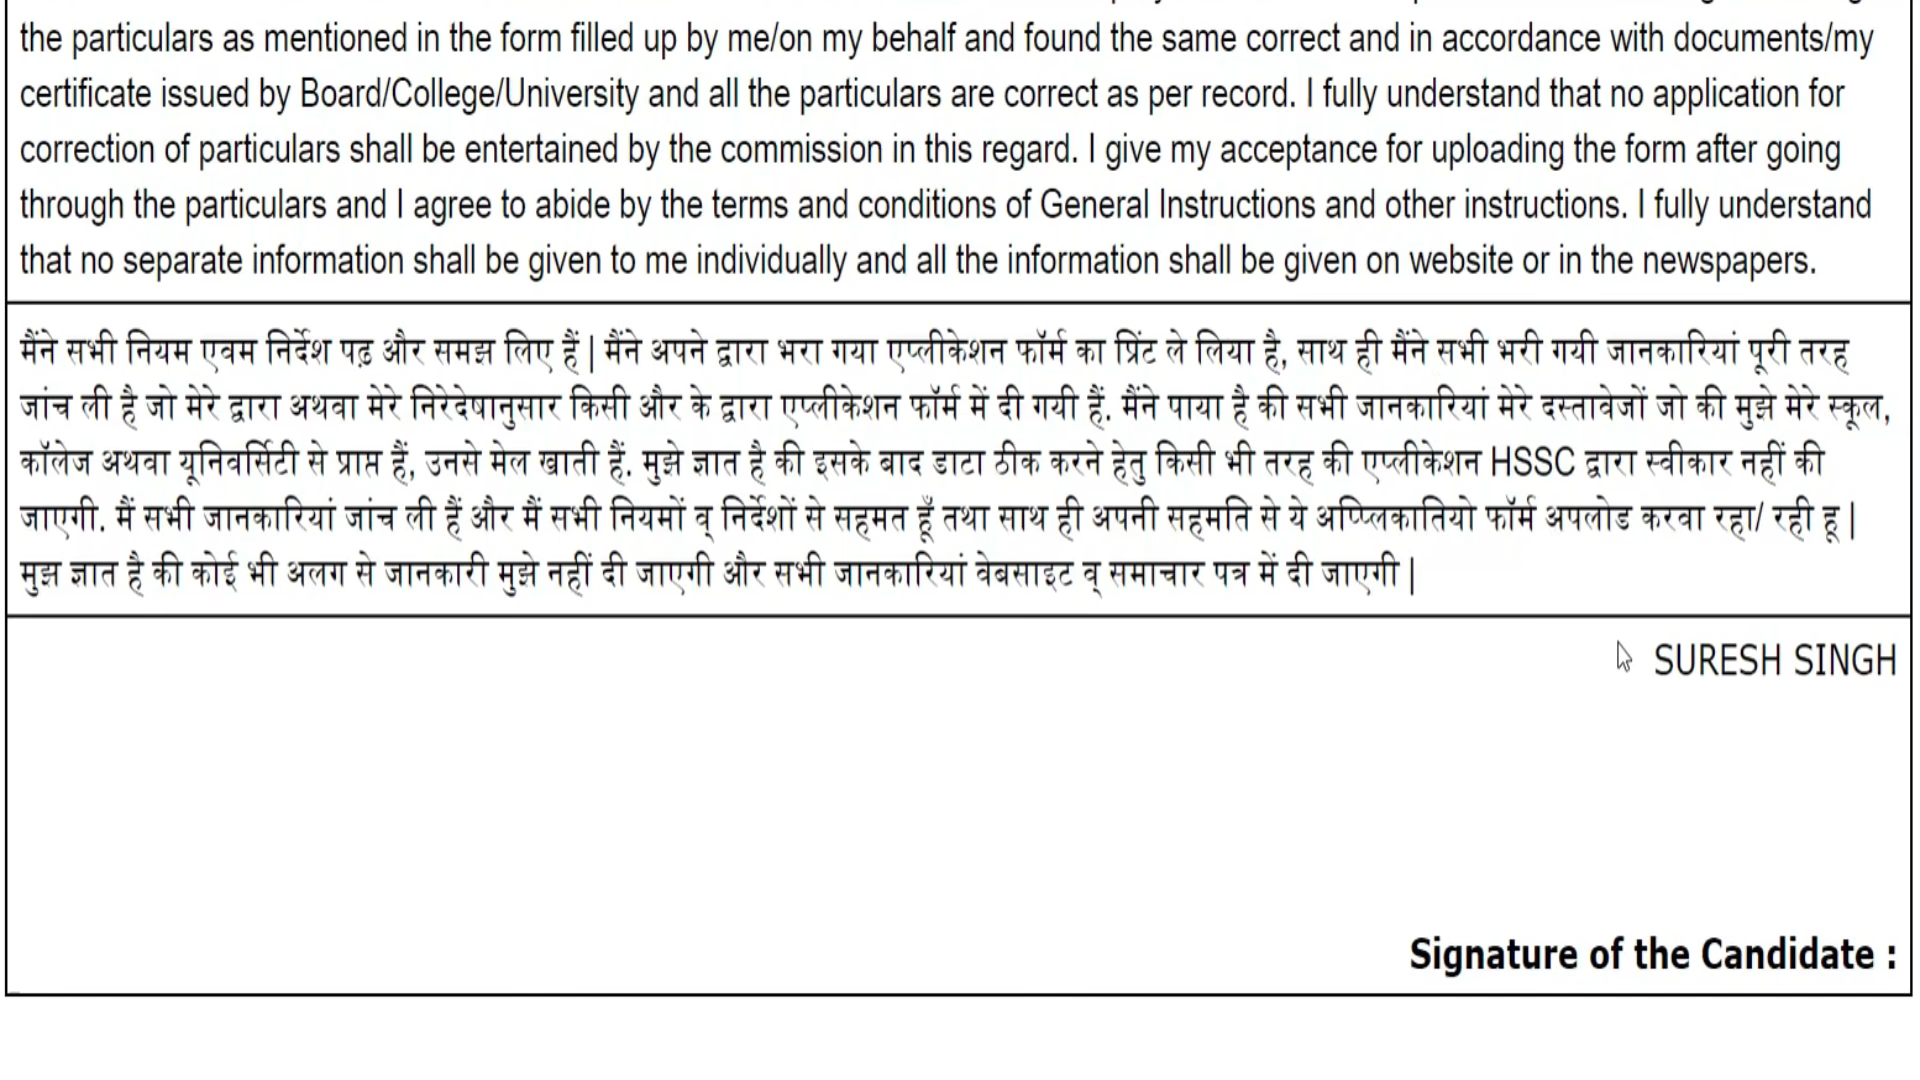 the particulars as mentioned in the form filled up by me/on my behalf and found the same correct and in accordance with documents/my
certificate issued by Board/College/University and all the particulars are correct as per record. I fully understand that no application for
correction of particulars shall be entertained by the commission in this regard. I give my acceptance for uploading the form after going
through the particulars and I agree to abide by the terms and conditions of General Instructions and other instructions. I fully understand
that no separate information shall be given to me individually and all the information shall be given on website or in the newspapers.
मैंने सभी नियम एवम निर्देश पढ़ और समझ लिए हैं | मैंने अपने द्वारा भरा गया एप्लीकेशन फॉर्म का प्रिंट ले लिया है, साथ ही मैंने सभी भरी गयी जानकारियां पूरी तरह
जांच ली है जो मेरे द्वारा अथवा मेरे निरेदेषानुसार किसी और के द्वारा एप्लीकेशन फॉर्म में दी गयी हैं. मैंने पाया है की सभी जानकारियां मेरे दस्तावेजों जो की मुझे मेरे स्कूल,
कॉलेज अथवा यूनिवर्सिटी से प्राप्त हैं, उनसे मेल खाती हैं. मुझे ज्ञात है की इसके बाद डाटा ठीक करने हेतु किसी भी तरह की एप्लीकेशन HSSC द्वारा स्वीकार नहीं की
जाएगी. मैं सभी जानकारियां जांच ली हैं और मैं सभी नियमों व् निर्देशों से सहमत हूँ तथा साथ ही अपनी सहमति से ये अप्प्लिकातियो फॉर्म अपलोड करवा रहा/ रही हू |
मुझ ज्ञात है की कोई भी अलग से जानकारी मुझे नहीं दी जाएगी और सभी जानकारियां वेबसाइट व् समाचार पत्र में दी जाएगी |
SURESH SINGH
Signature of the Candidate :